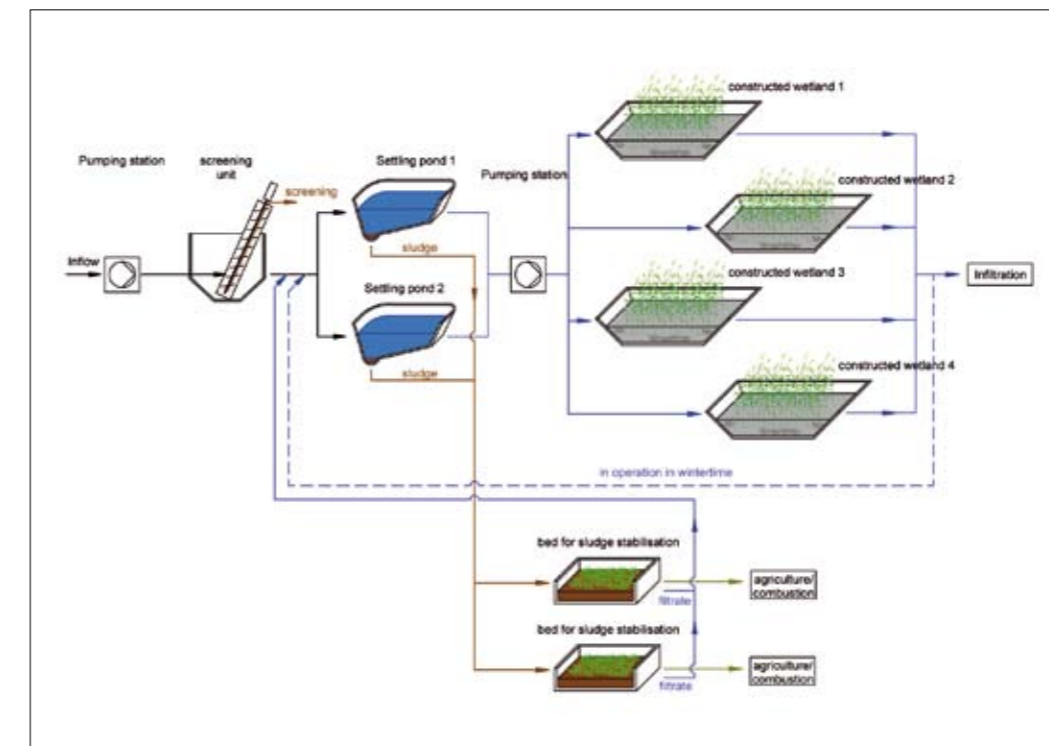 constructed wetland 1
Pumping station
screening
unit
Settling pond 1
Pumping station
screening
constructed wetland 2
sludge
Inflow
constructed wetland 3
Infiltration
Settling pond 2
constructed wetland 4
sludge
in operation in wintertime
bed for sludge stabilisation
agriculture/
combustion
filtrate
bed for sludge stabilisation
agriculture/
combustion
filtrate